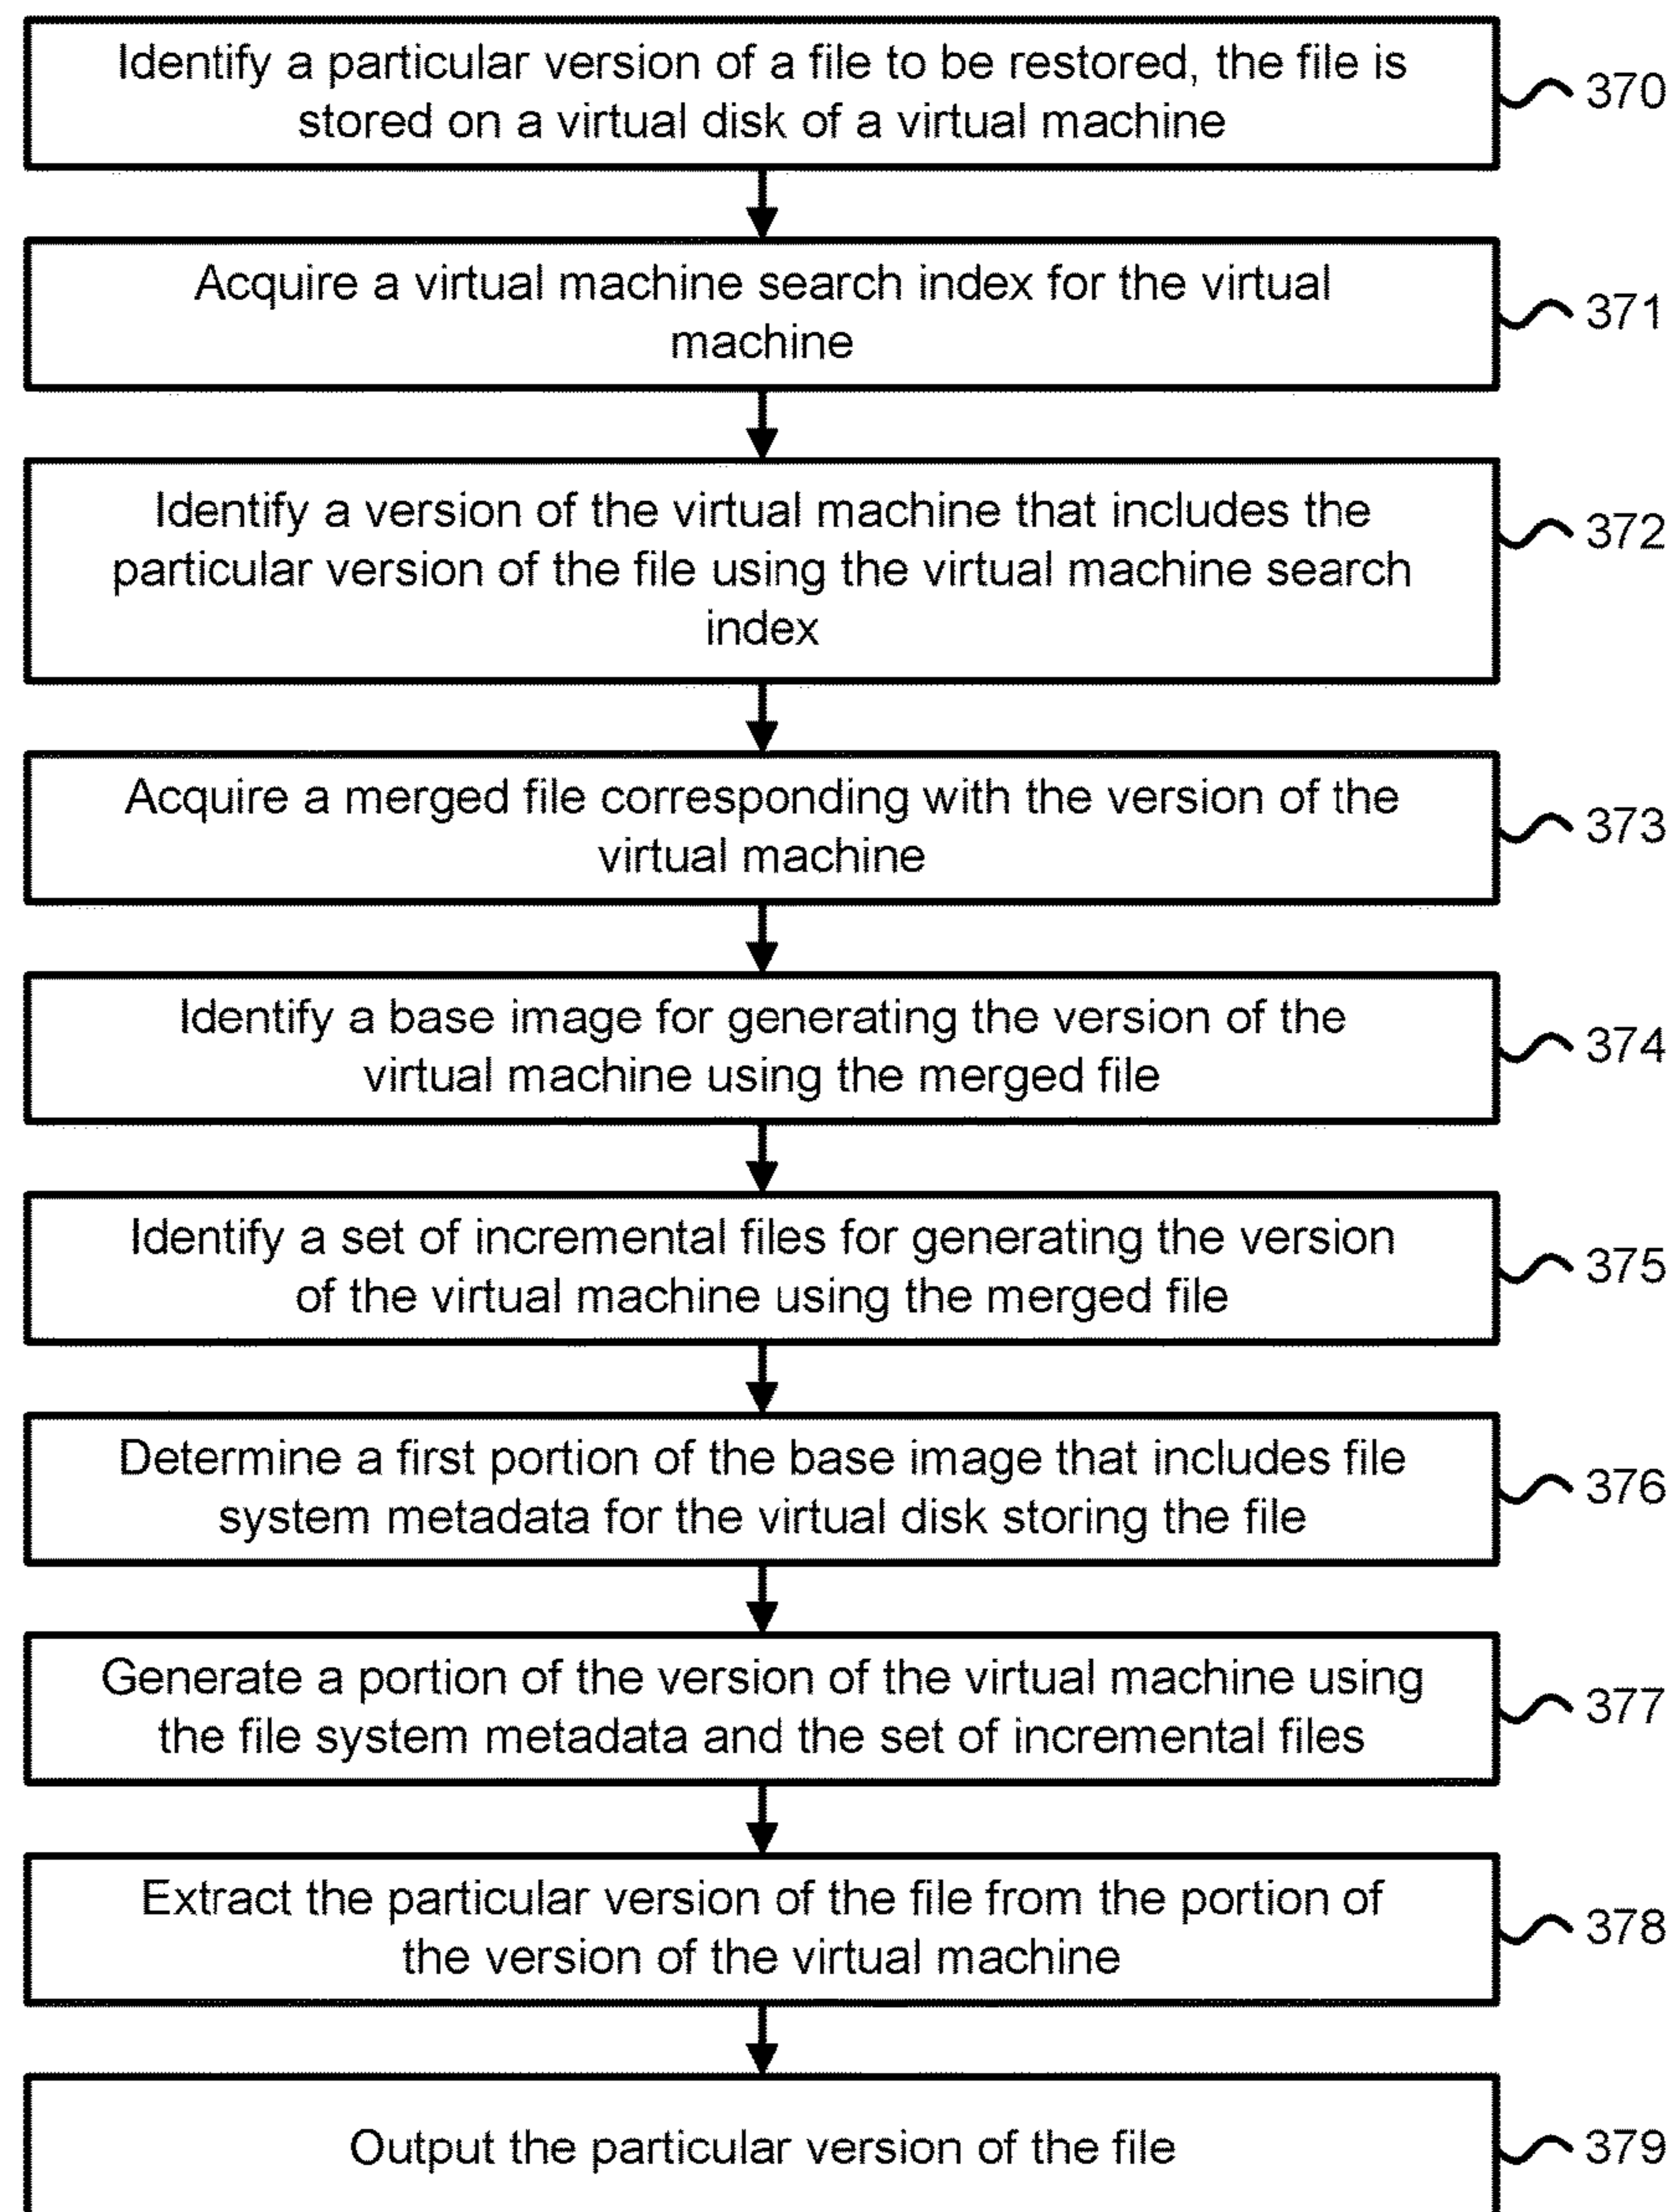 Identify a particular version of a file to be restored, the file is
stored on a virtual disk of a virtual machine
370
Acquire a virtual machine search index for the virtual
machine
371
Identify a version of the virtual machine that includes the
particular version of the file using the virtual machine search
index
372
Acquire a merged file corresponding with the version of the
virtual machine
373
Identify a base image for generating the version of the
virtual machine using the merged file
374
Identify a set of incremental files for generating the version
of the virtual machine using the merged file
375
Determine a first portion of the base image that includes file
system metadata for the virtual disk storing the file
376
Generate a portion of the version of the virtual machine using
the file system metadata and the set of incremental files
377
Extract the particular version of the file from the portion of
the version of the virtual machine
378
Output the particular version of the file
379